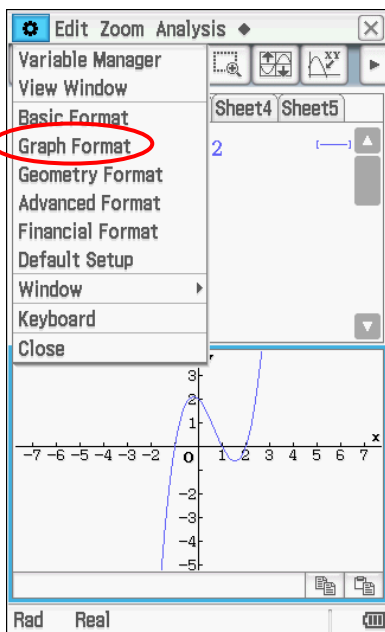 Edit Zoom Analysis
Variable Manager
View Window
Basic Format
Sheet4 Sheet5
Graph Format
2
Geometry Format
Advanced Format
Financial Format
Default Setup
Window
Keyboard
Close
3
2
1
x
-7 -6 -5 -4 -3 -2 0 1 2 3 4 5 6 7
-2
-3
-4
-5
Rad Real